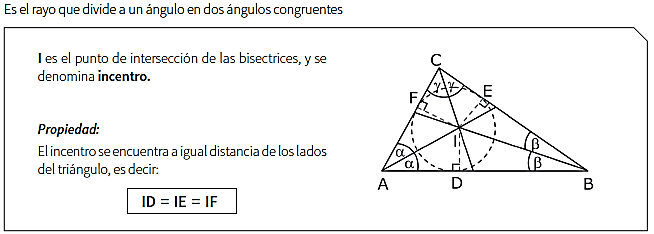 Es el rayo que divide a un ángulo en dos ángulos congruentes
I es el punto de intersección de las bisectrices, y se
denomina incentro.
Propiedad:
El incentro se encuentra a igual distancia de los lados
del triángulo, es decir:
ID = IE = IF
C
γ γ
E
F
I
β
β
α
α
A
D
B